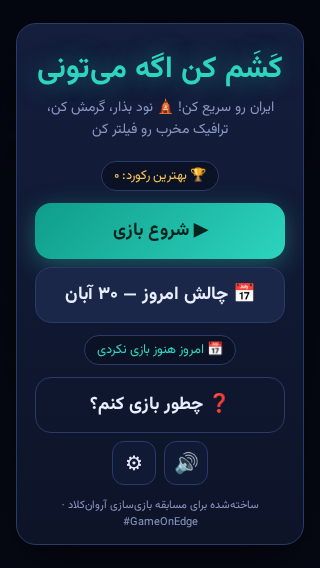 کَشَم کن اگه می‌تونی
ایران رو سریع کن! 🚨 نود بذار، گرمش کن،
ترافیک مخرب رو فیلتر کن
🏆 بهترین رکورد: ۰
▶ شروع بازی
📅 چالش امروز — ۳۰ آبان
📅 امروز هنوز بازی نکردی
❓ چطور بازی کنم؟
ساخته‌شده برای مسابقه بازی‌سازی آروان‌کلاد ·
#GameOnEdge